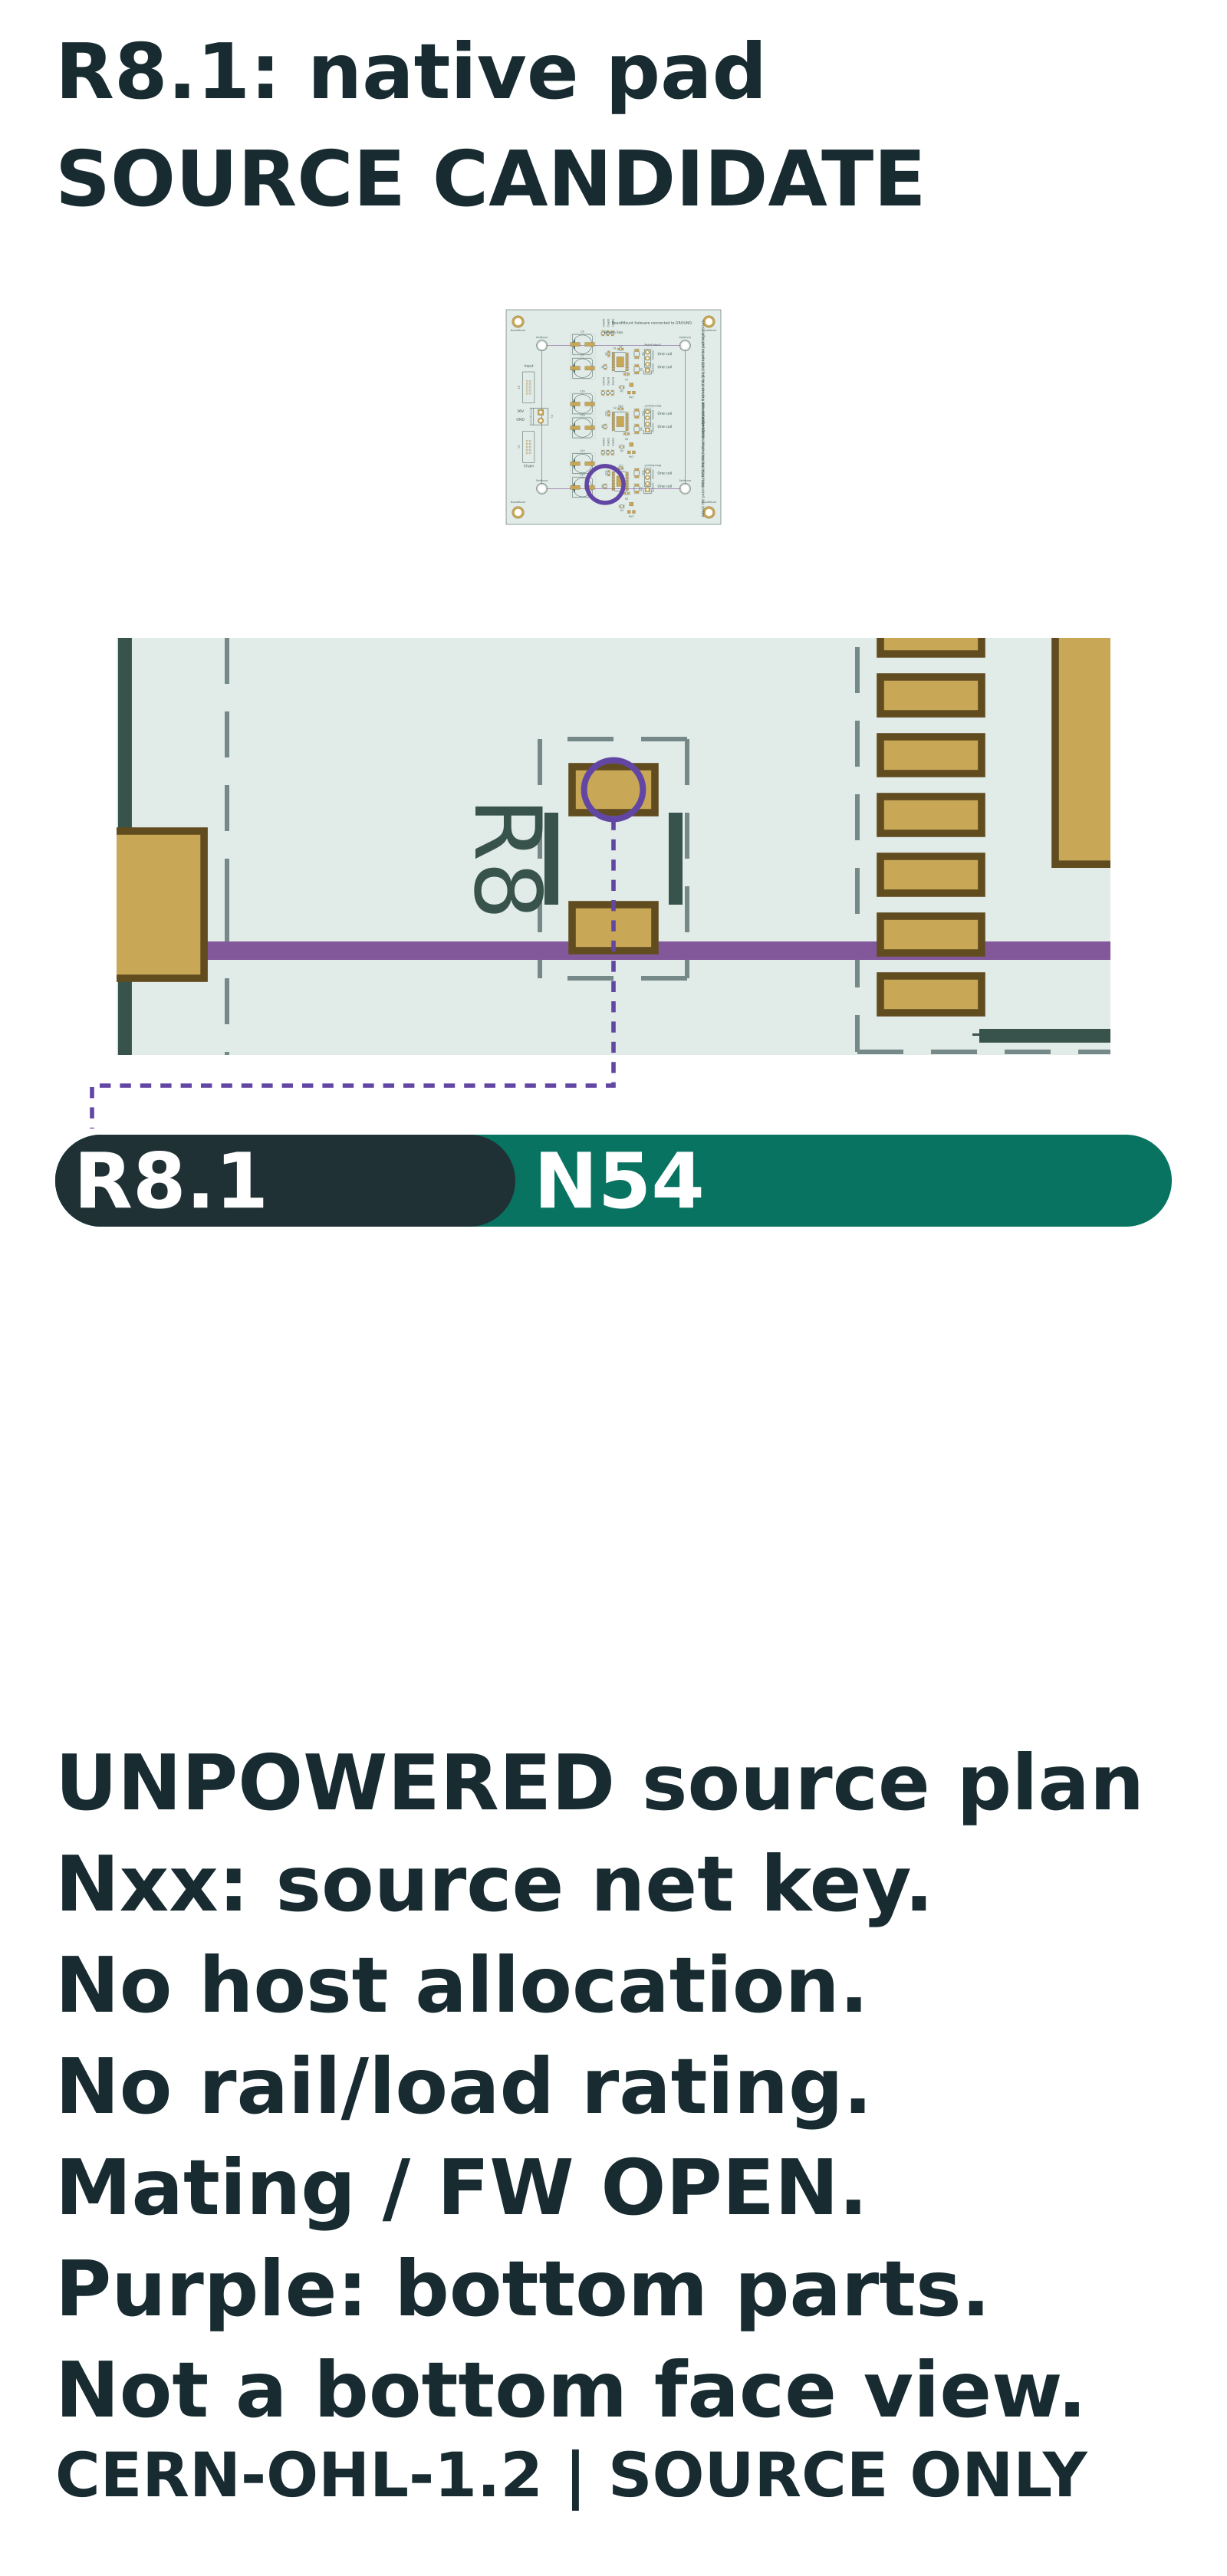 R8.1: native pad
SOURCE CANDIDATE
R8
R8.1
N54
UNPOWERED source plan
Nxx: source net key.
No host allocation.
No rail/load rating.
Mating / FW OPEN.
Purple: bottom parts.
Not a bottom face view.
CERN-OHL-1.2 | SOURCE ONLY